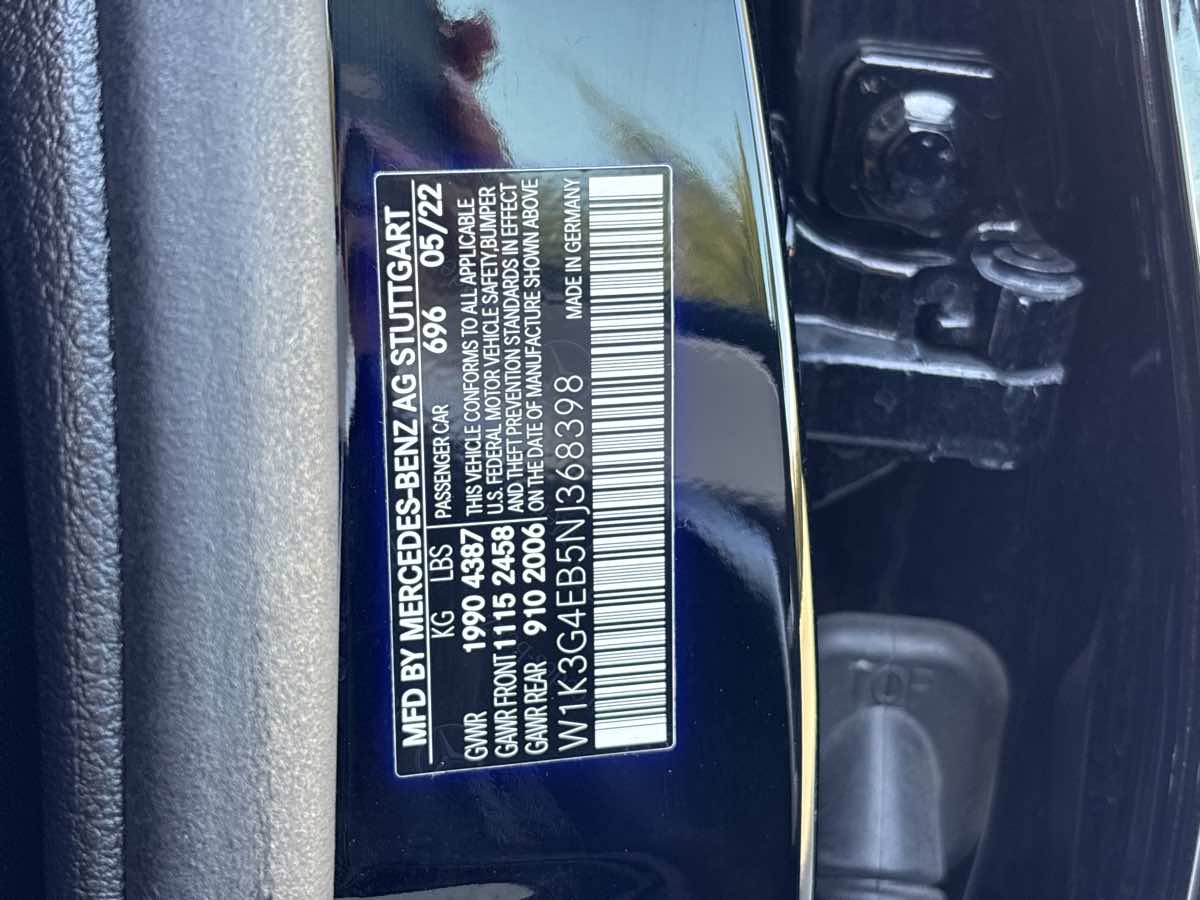 MFD BY MERCEDES-BENZ AG STUTTGART
KG LBS PASSENGER CAR 696 05/22
GVWR 1990 4387
GAWR FRONT 1115 2458
GAWR REAR 910 2006
THIS VEHICLE CONFORMS TO ALL APPLICABLE
U.S. FEDERAL MOTOR VEHICLE SAFETY,BUMPER
AND THEFT PREVENTION STANDARDS IN EFFECT
ON THE DATE OF MANUFACTURE SHOWN ABOVE
W1K3G4EB5NJ368398 MADE IN GERMANY
TOP